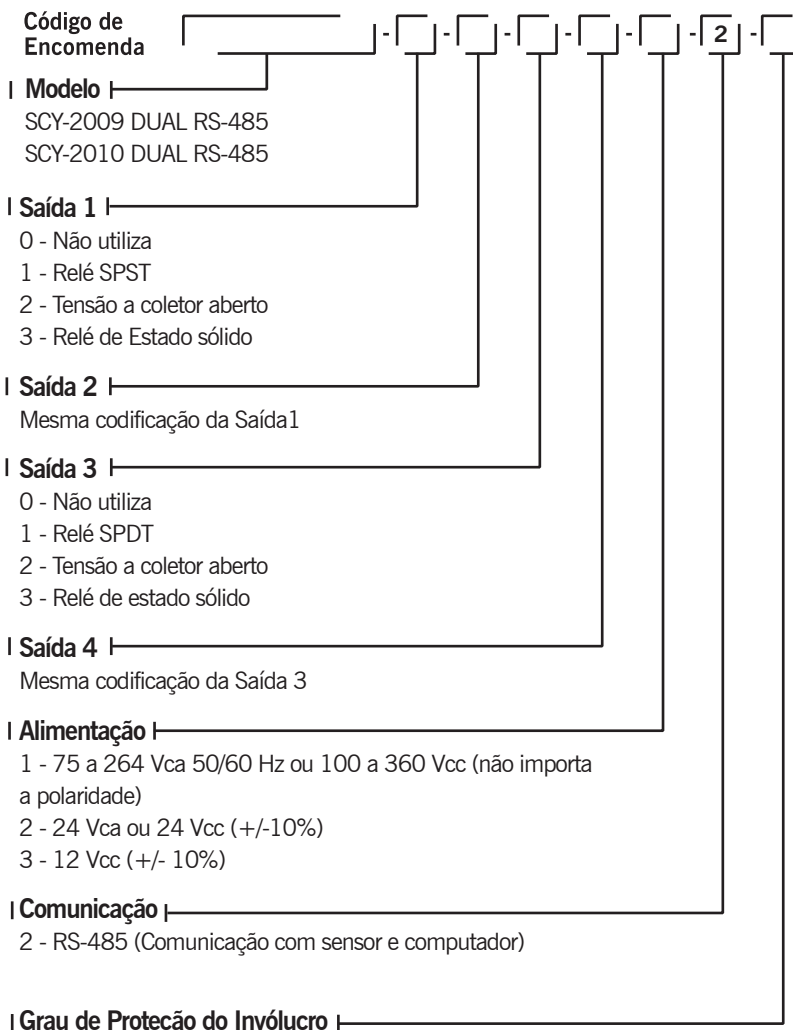 Código de
Encomenda
- - - - - - 2 -
Modelo
SCY-2009 DUAL RS-485
SCY-2010 DUAL RS-485
Saída 1
0 - Não utiliza
1 - Relé SPST
2 - Tensão a coletor aberto
3 - Relé de Estado sólido
Saída 2
Mesma codificação da Saída1
Saída 3
0 - Não utiliza
1 - Relé SPDT
2 - Tensão a coletor aberto
3 - Relé de estado sólido
Saída 4
Mesma codificação da Saída 3
Alimentação
1 - 75 a 264 Vca 50/60 Hz ou 100 a 360 Vcc (não importa
a polaridade)
2 - 24 Vca ou 24 Vcc (+/-10%)
3 - 12 Vcc (+/- 10%)
Comunicação
2 - RS-485 (Comunicação com sensor e computador)
Grau de Proteção do Invólucro